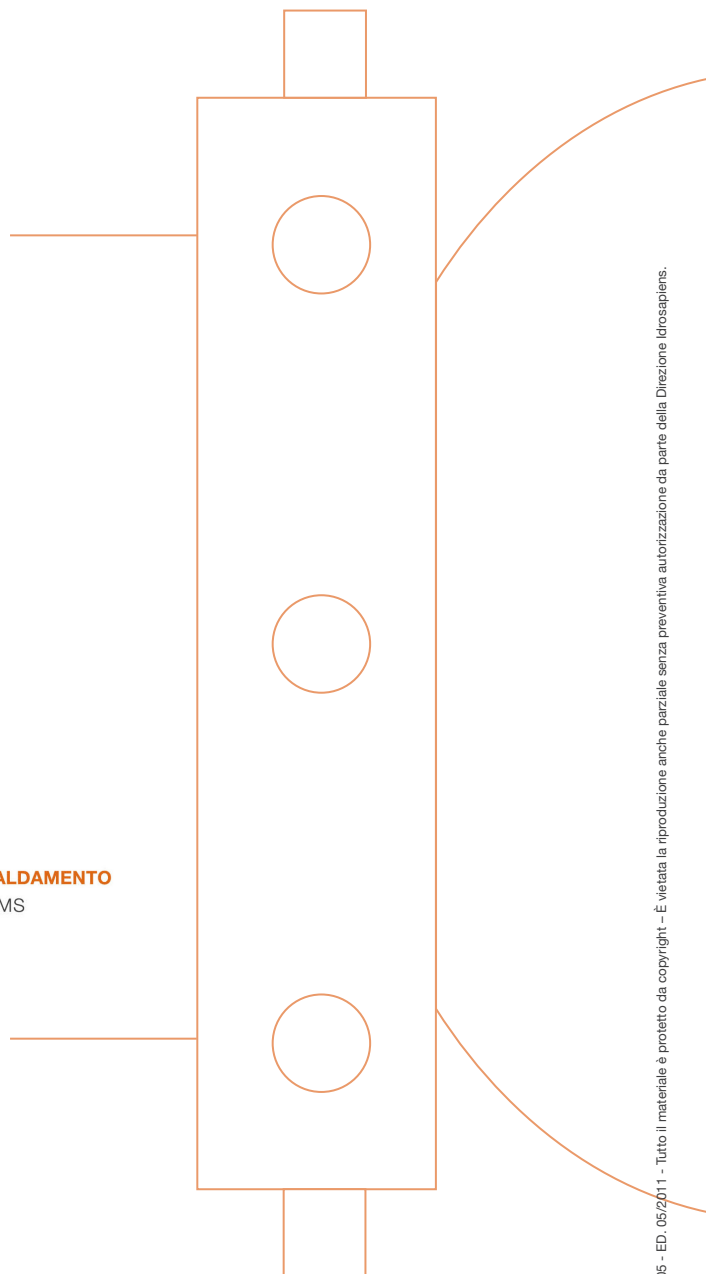 ALDAMENTO
MS
05 - ED. 05/2011 - Tutto il materiale è protetto da copyright – È vietata la riproduzione anche parziale senza preventiva autorizzazione da parte della Direzione Idrosapiens.